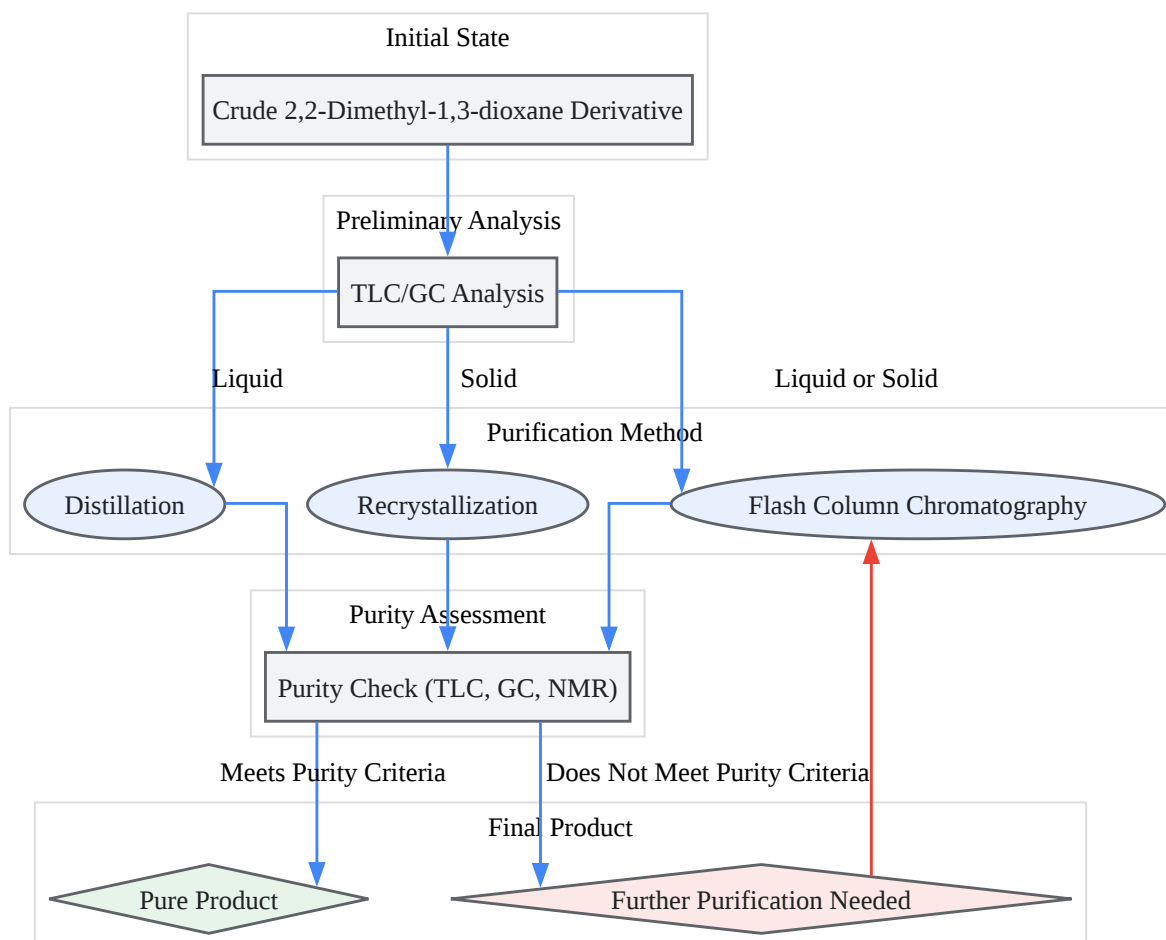 Initial State
Crude 2,2-Dimethyl-1,3-dioxane Derivative
Preliminary Analysis
TLC/GC Analysis
Liquid
Solid
Liquid or Solid
Purification Method
Distillation
Recrystallization
Flash Column Chromatography
Purity Assessment
Purity Check (TLC, GC, NMR)
Meets Purity Criteria
Does Not Meet Purity Criteria
Final Product
Pure Product
Further Purification Needed